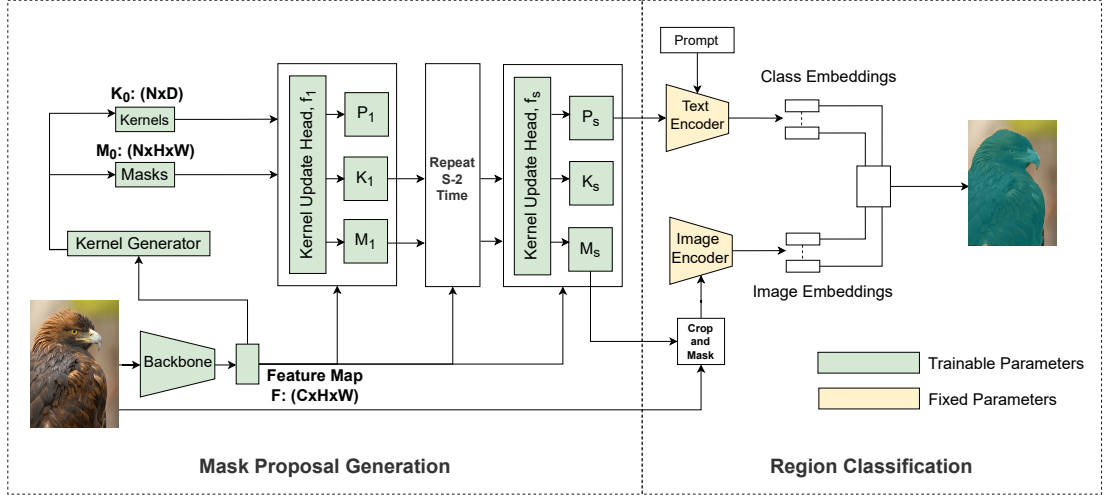 K0: (NxD)
Kernels
M0: (NxHxW)
Masks
Kernel Generator
Backbone
Feature Map
F: (CxHxW)
Kernel Update Head, f1
P1
K1
M1
Repeat
S-2
Time
Kernel Update Head, fs
Ps
Ks
Ms
Mask Proposal Generation
Prompt
Text
Encoder
Class Embeddings
Image
Encoder
Image Embeddings
Crop
and
Mask
Trainable Parameters
Fixed Parameters
Region Classification